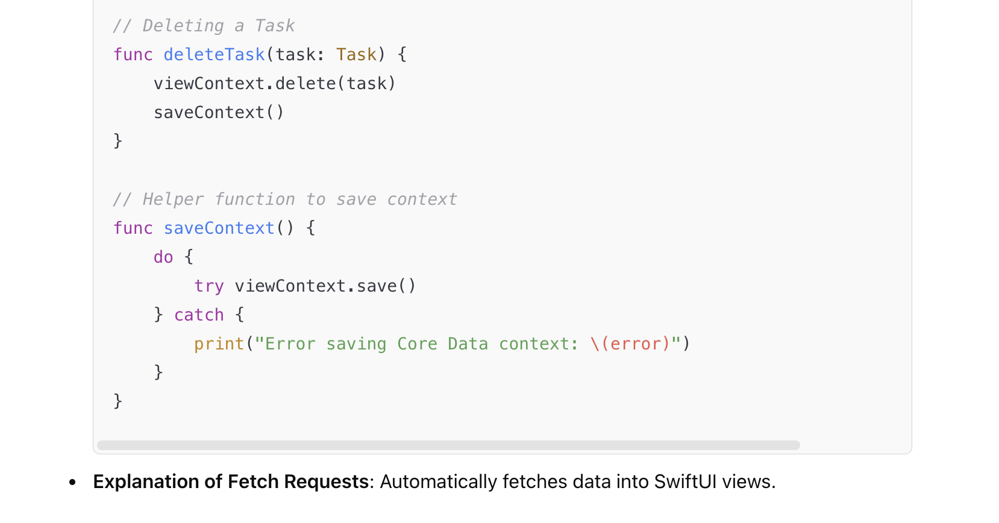 // Deleting a Task
func deleteTask(task: Task) {
    viewContext.delete(task)
    saveContext()
}

// Helper function to save context
func saveContext() {
    do {
        try viewContext.save()
    } catch {
        print("Error saving Core Data context: \(error)")
    }
}
• Explanation of Fetch Requests: Automatically fetches data into SwiftUI views.